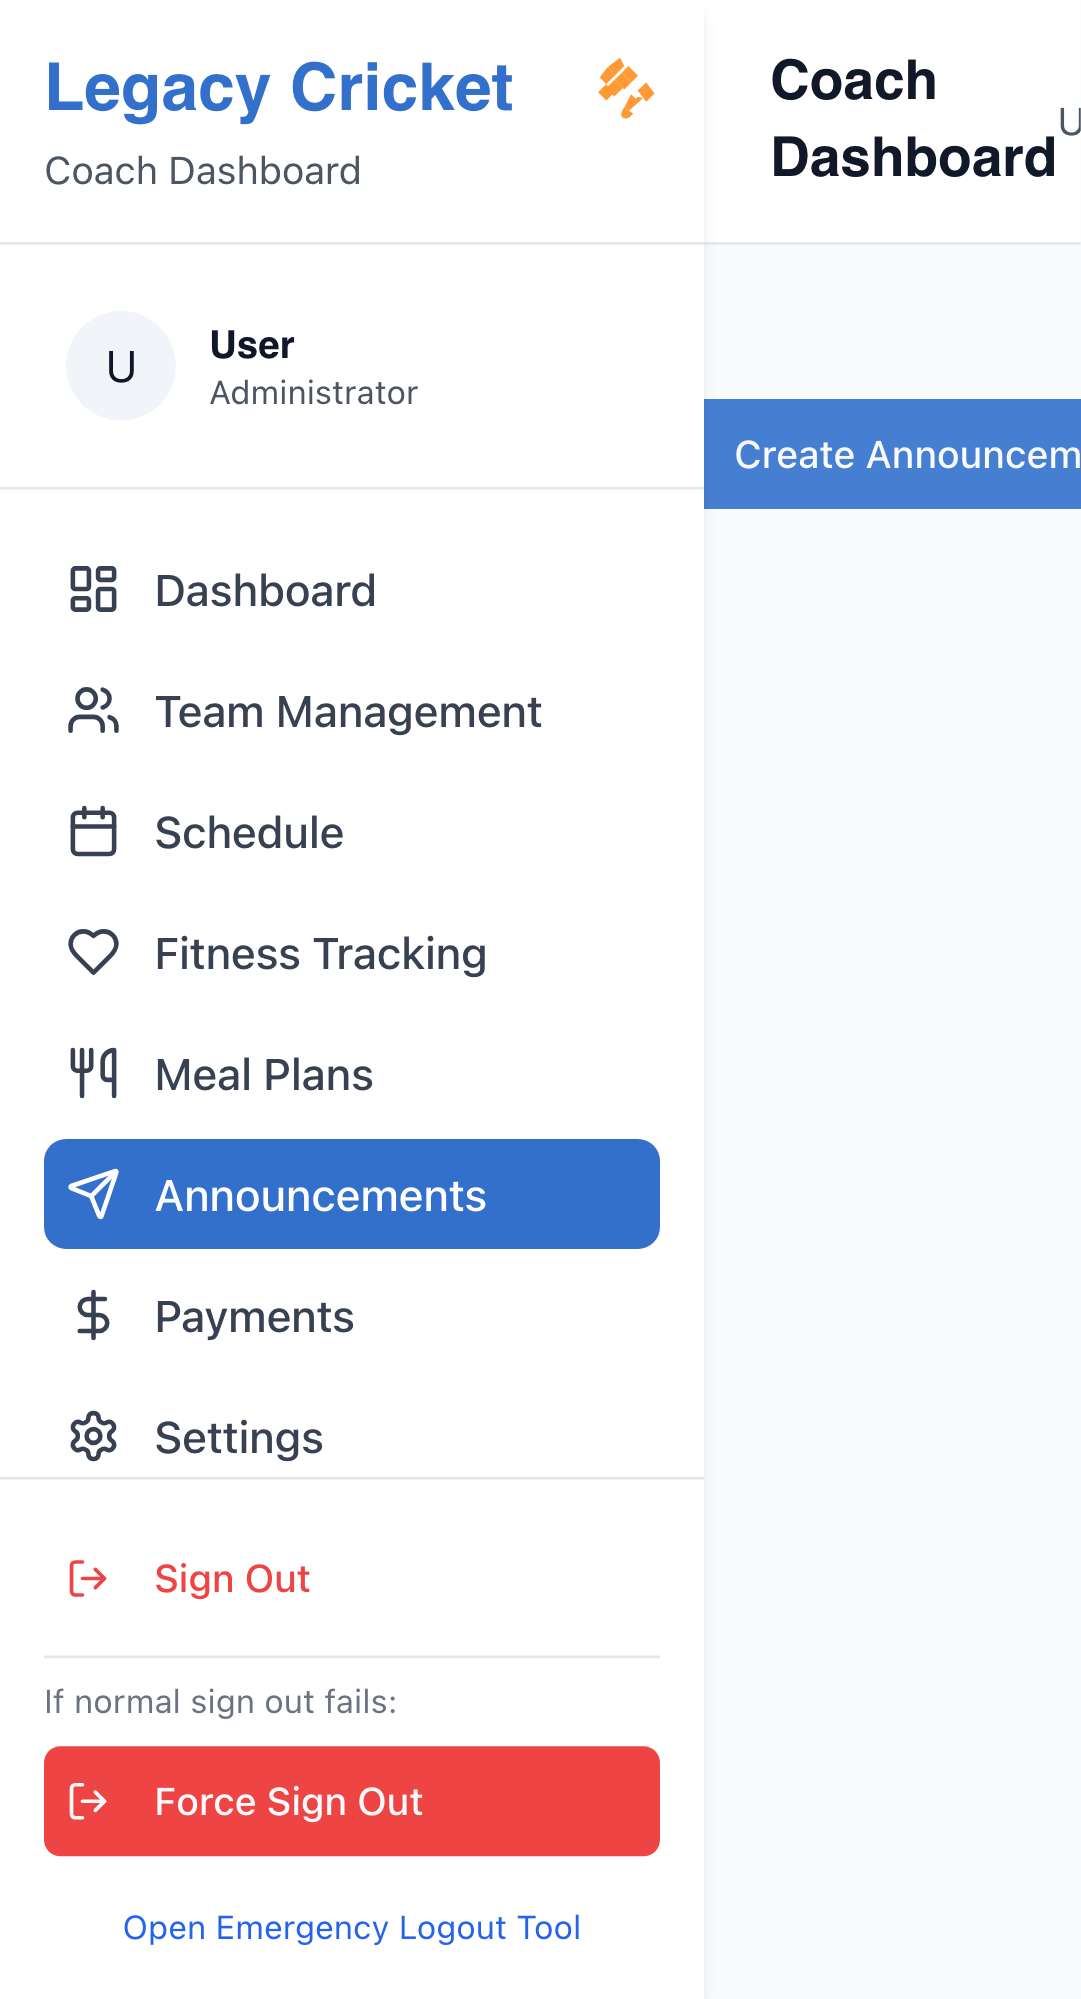 Legacy Cricket
Coach Dashboard
U
User
Administrator
Dashboard
Team Management
Schedule
Fitness Tracking
Meal Plans
Announcements
Payments
Settings
Sign Out
If normal sign out fails:
Force Sign Out
Open Emergency Logout Tool
Coach
Dashboard
U
Create Announcem